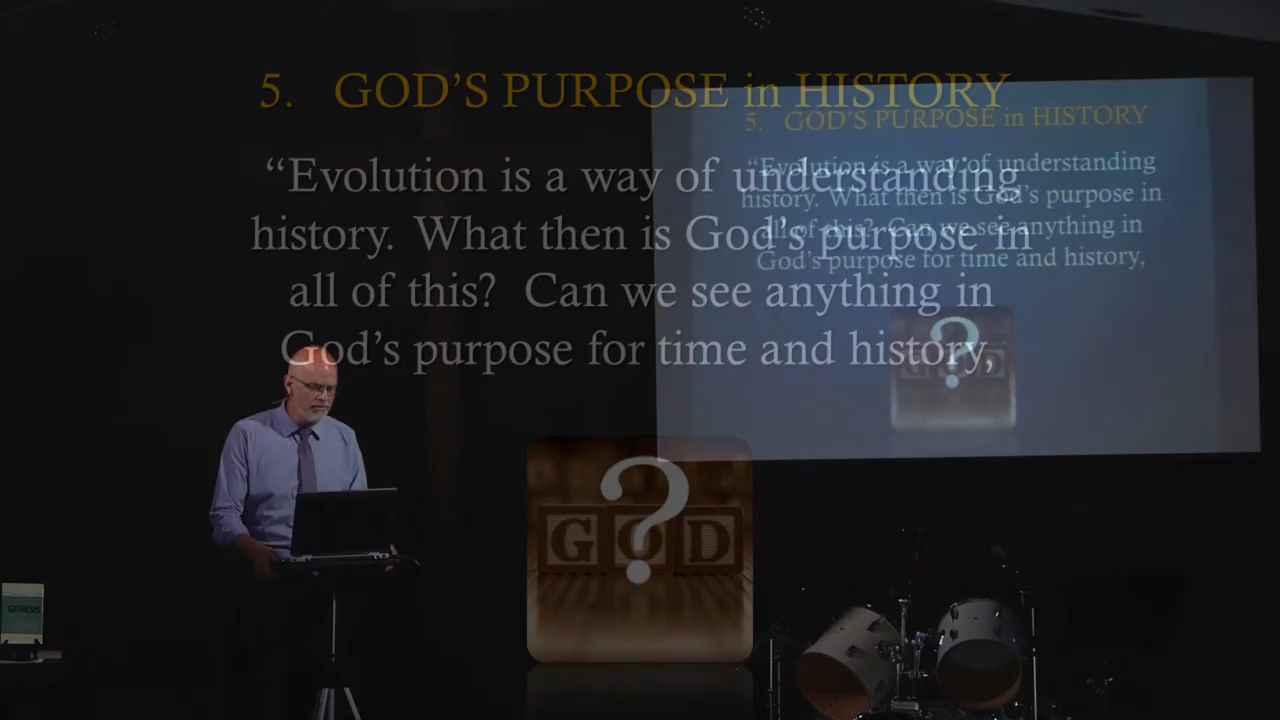 5. GOD'S PURPOSE in HISTORY
“Evolution is a way of understanding
history. What then is God's purpose in
all of this? Can we see anything in
God's purpose for time and history,
GOD
?
5. GOD'S PURPOSE in HISTORY
“Evolution is a way of understanding
history. What then is God's purpose in
all of this? Can we see anything in
God's purpose for time and history,
?
GOD
GENESIS